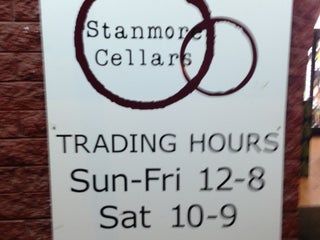 Stanmore
Cellars
TRADING HOURS
Sun-Fri 12-8
Sat 10-9